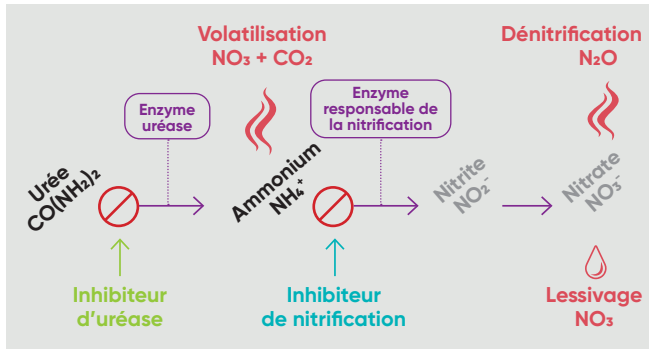 Volatilisation
NO₃ + CO₂
Dénitrification
N₂O
Enzyme
uréase
Enzyme
responsable de
la nitrification
Urée
CO(NH₂)₂
Ammonium
NH₄⁺
Nitrite
NO₂⁻
Nitrate
NO₃⁻
Inhibiteur
d’uréase
Inhibiteur
de nitrification
Lessivage
NO₃